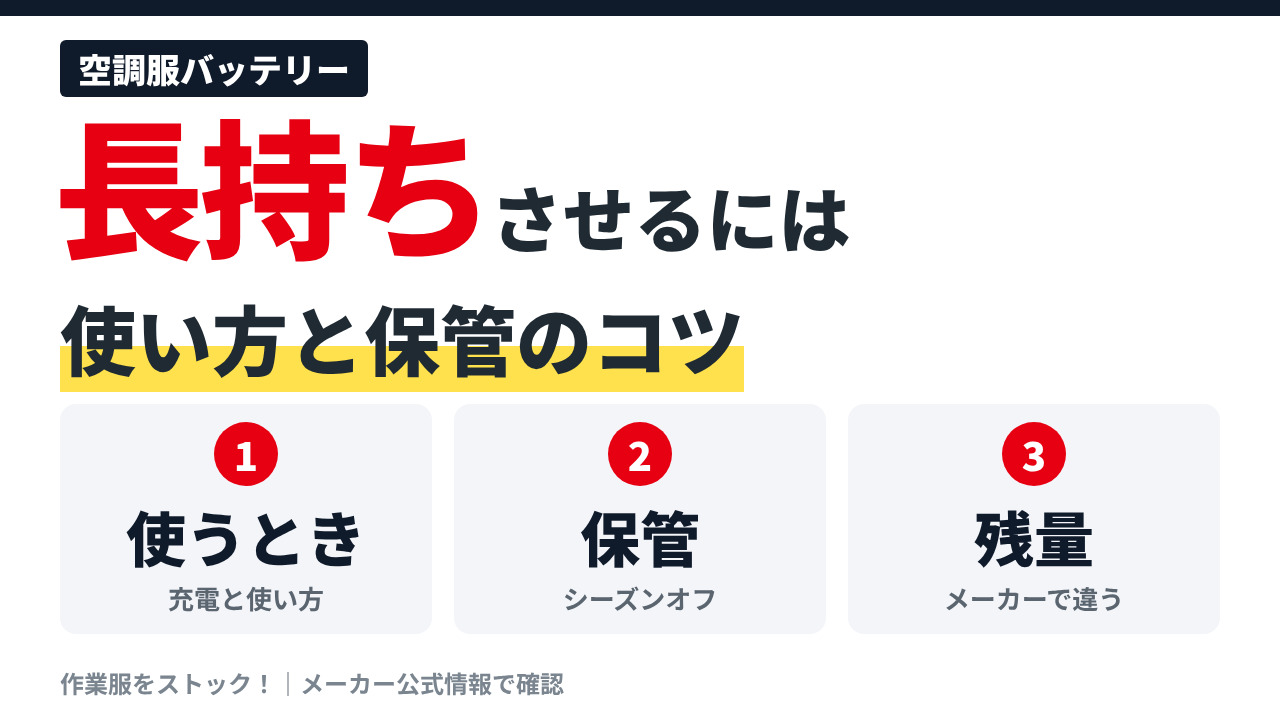 空調服バッテリー
長持ちさせるには
使い方と保管のコツ
1
使うとき
充電と使い方
2
保管
シーズンオフ
3
残量
メーカーで違う
作業服をストック！｜メーカー公式情報で確認